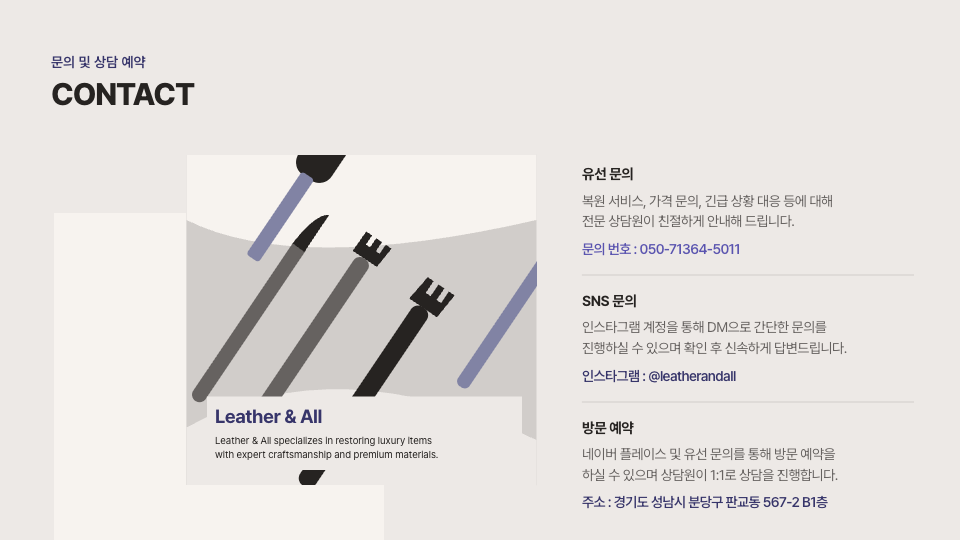 문의 및 상담 예약
CONTACT
Leather & All
Leather & All specializes in restoring luxury items
with expert craftsmanship and premium materials.
유선 문의
복원 서비스, 가격 문의, 긴급 상황 대응 등에 대해
전문 상담원이 친절하게 안내해 드립니다.
문의 번호 : 050-71364-5011
SNS 문의
인스타그램 계정을 통해 DM으로 간단한 문의를
진행하실 수 있으며 확인 후 신속하게 답변드립니다.
인스타그램 : @leatherandall
방문 예약
네이버 플레이스 및 유선 문의를 통해 방문 예약을
하실 수 있으며 상담원이 1:1로 상담을 진행합니다.
주소 : 경기도 성남시 분당구 판교동 567-2 B1층